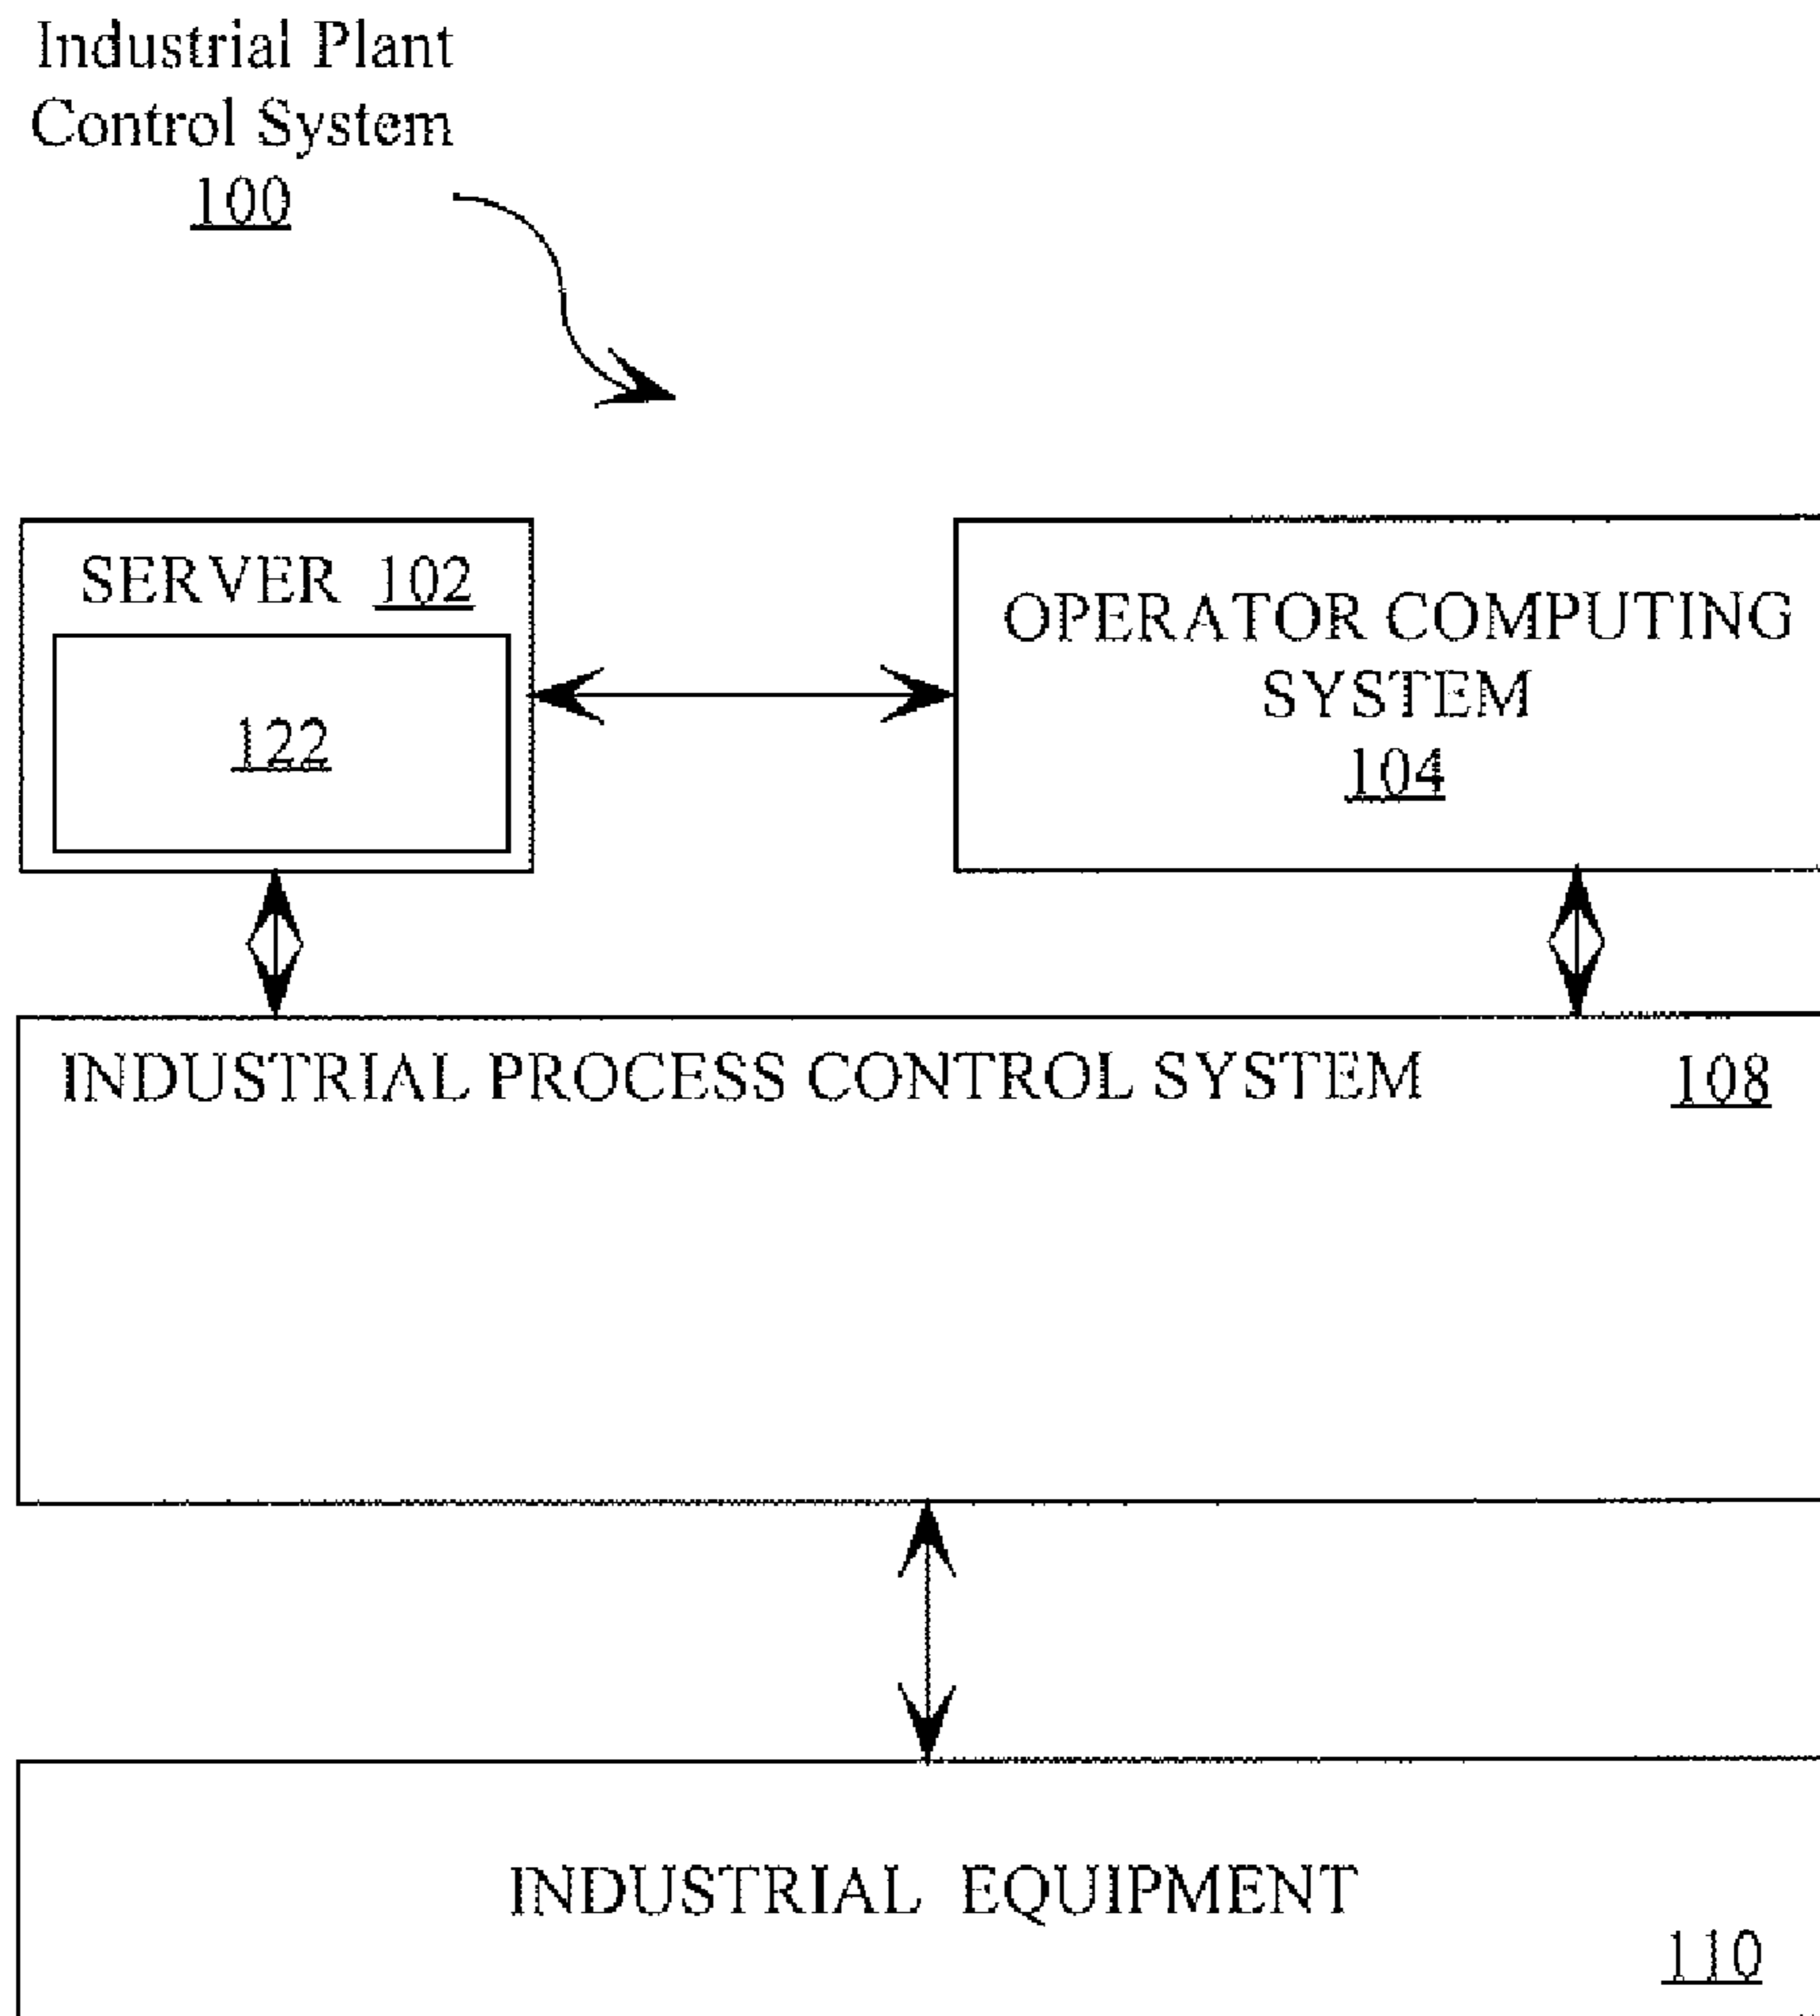 Industrial Plant
Control System
100
SERVER 102
122
OPERATOR COMPUTING
SYSTEM
104
INDUSTRIAL PROCESS CONTROL SYSTEM 108
INDUSTRIAL EQUIPMENT
110